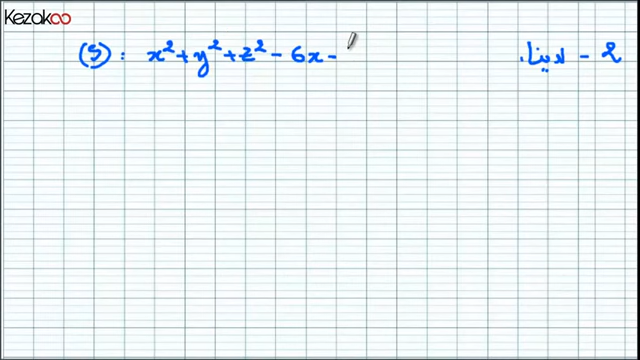 Kezakoo
2 - لدينا:
(S) : x² + y² + z² - 6x -